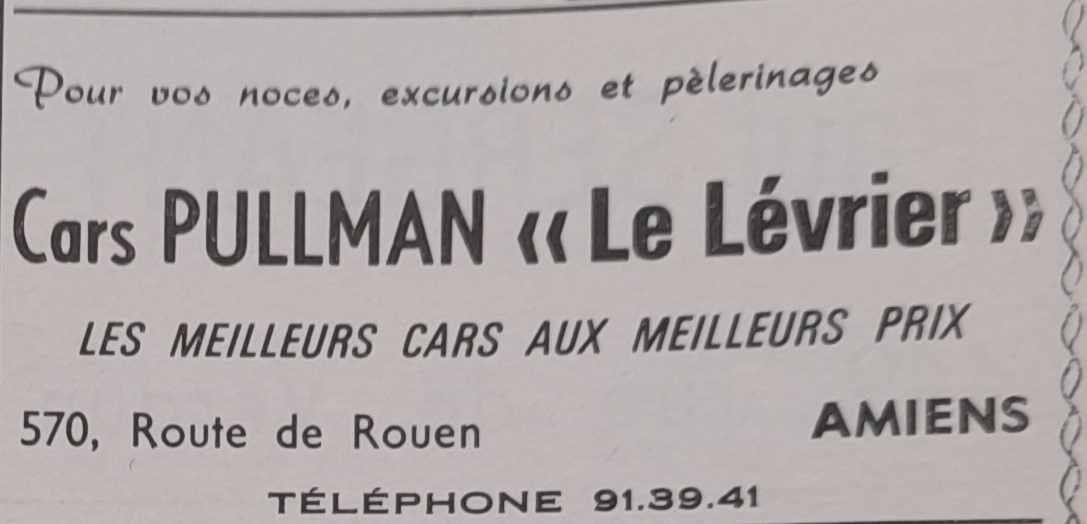 Pour vos noces, excursions et pèlerinages
Cars PULLMAN « Le Lévrier »
LES MEILLEURS CARS AUX MEILLEURS PRIX
570, Route de Rouen AMIENS
TÉLÉPHONE 91.39.41